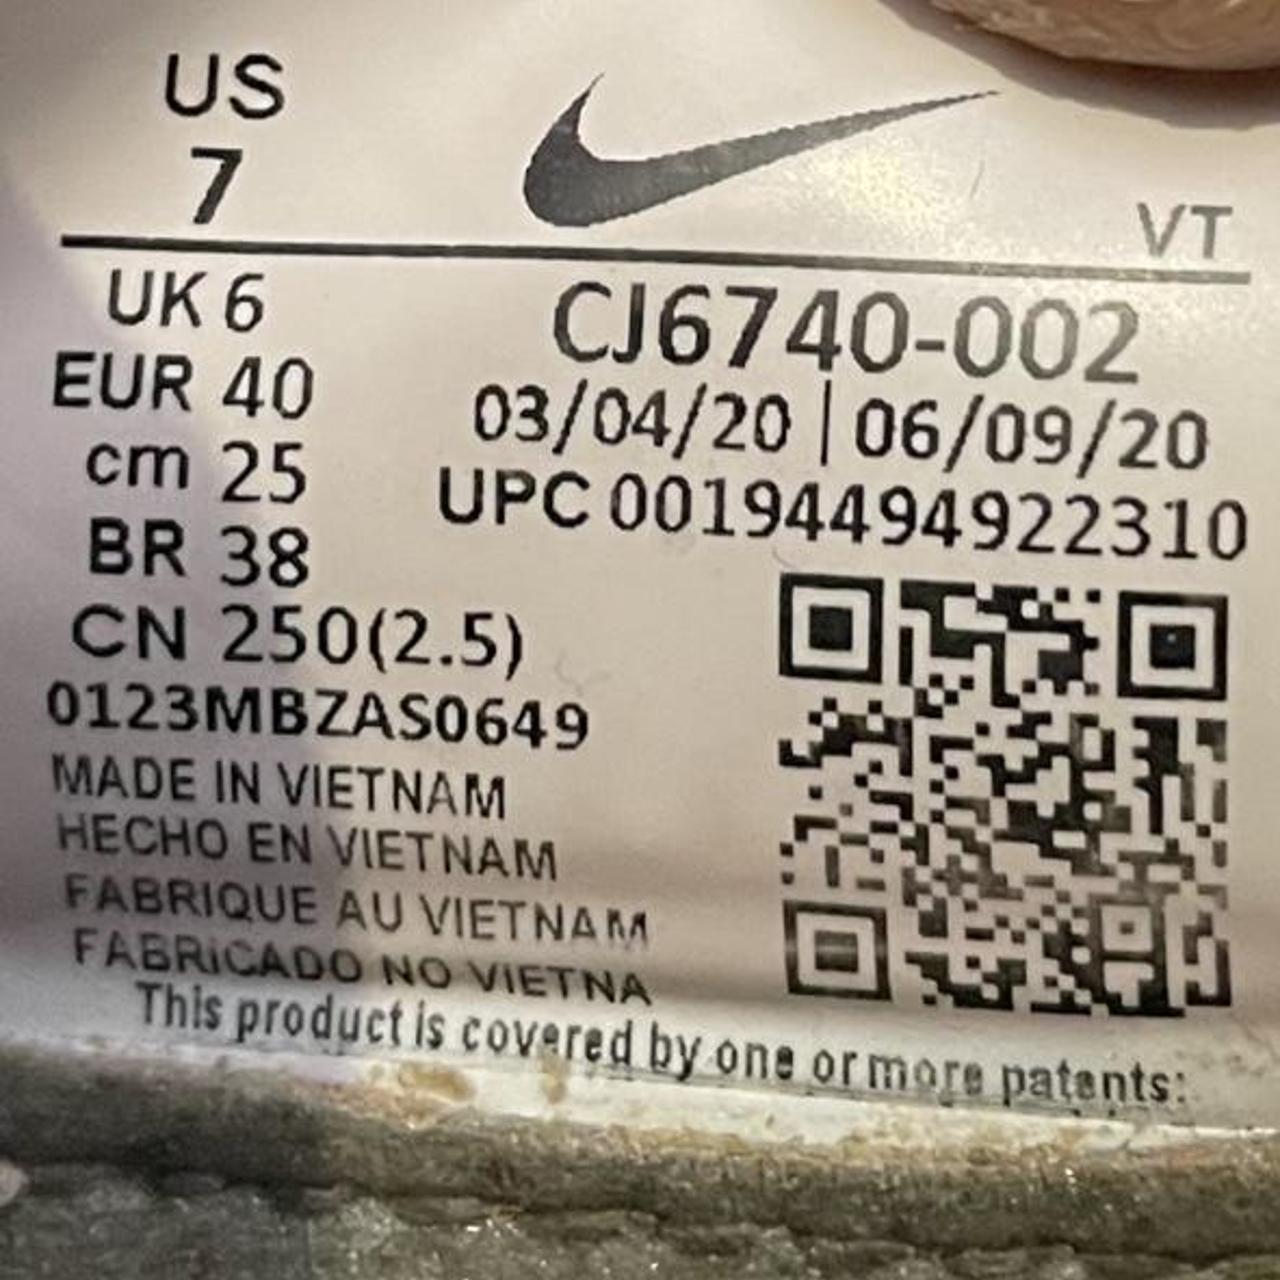 US
7
VT
UK 6
EUR 40
cm 25
BR 38
CN 250(2.5)
CJ6740-002
03/04/20 | 06/09/20
UPC 00194494922310
0123MBZAS0649
MADE IN VIETNAM
HECHO EN VIETNAM
FABRIQUE AU VIETNAM
FABRICADO NO VIETNA
This product is covered by one or more patents: